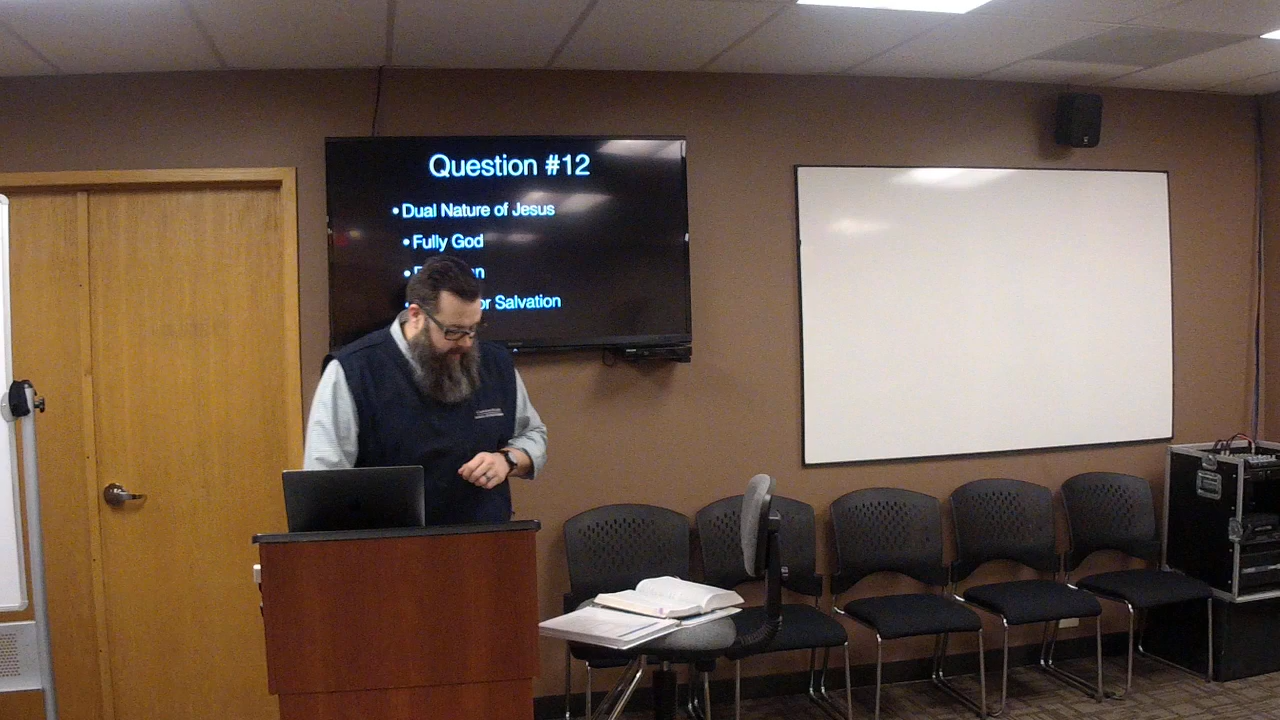 Question #12
• Dual Nature of Jesus
• Fully God
•
or Salvation